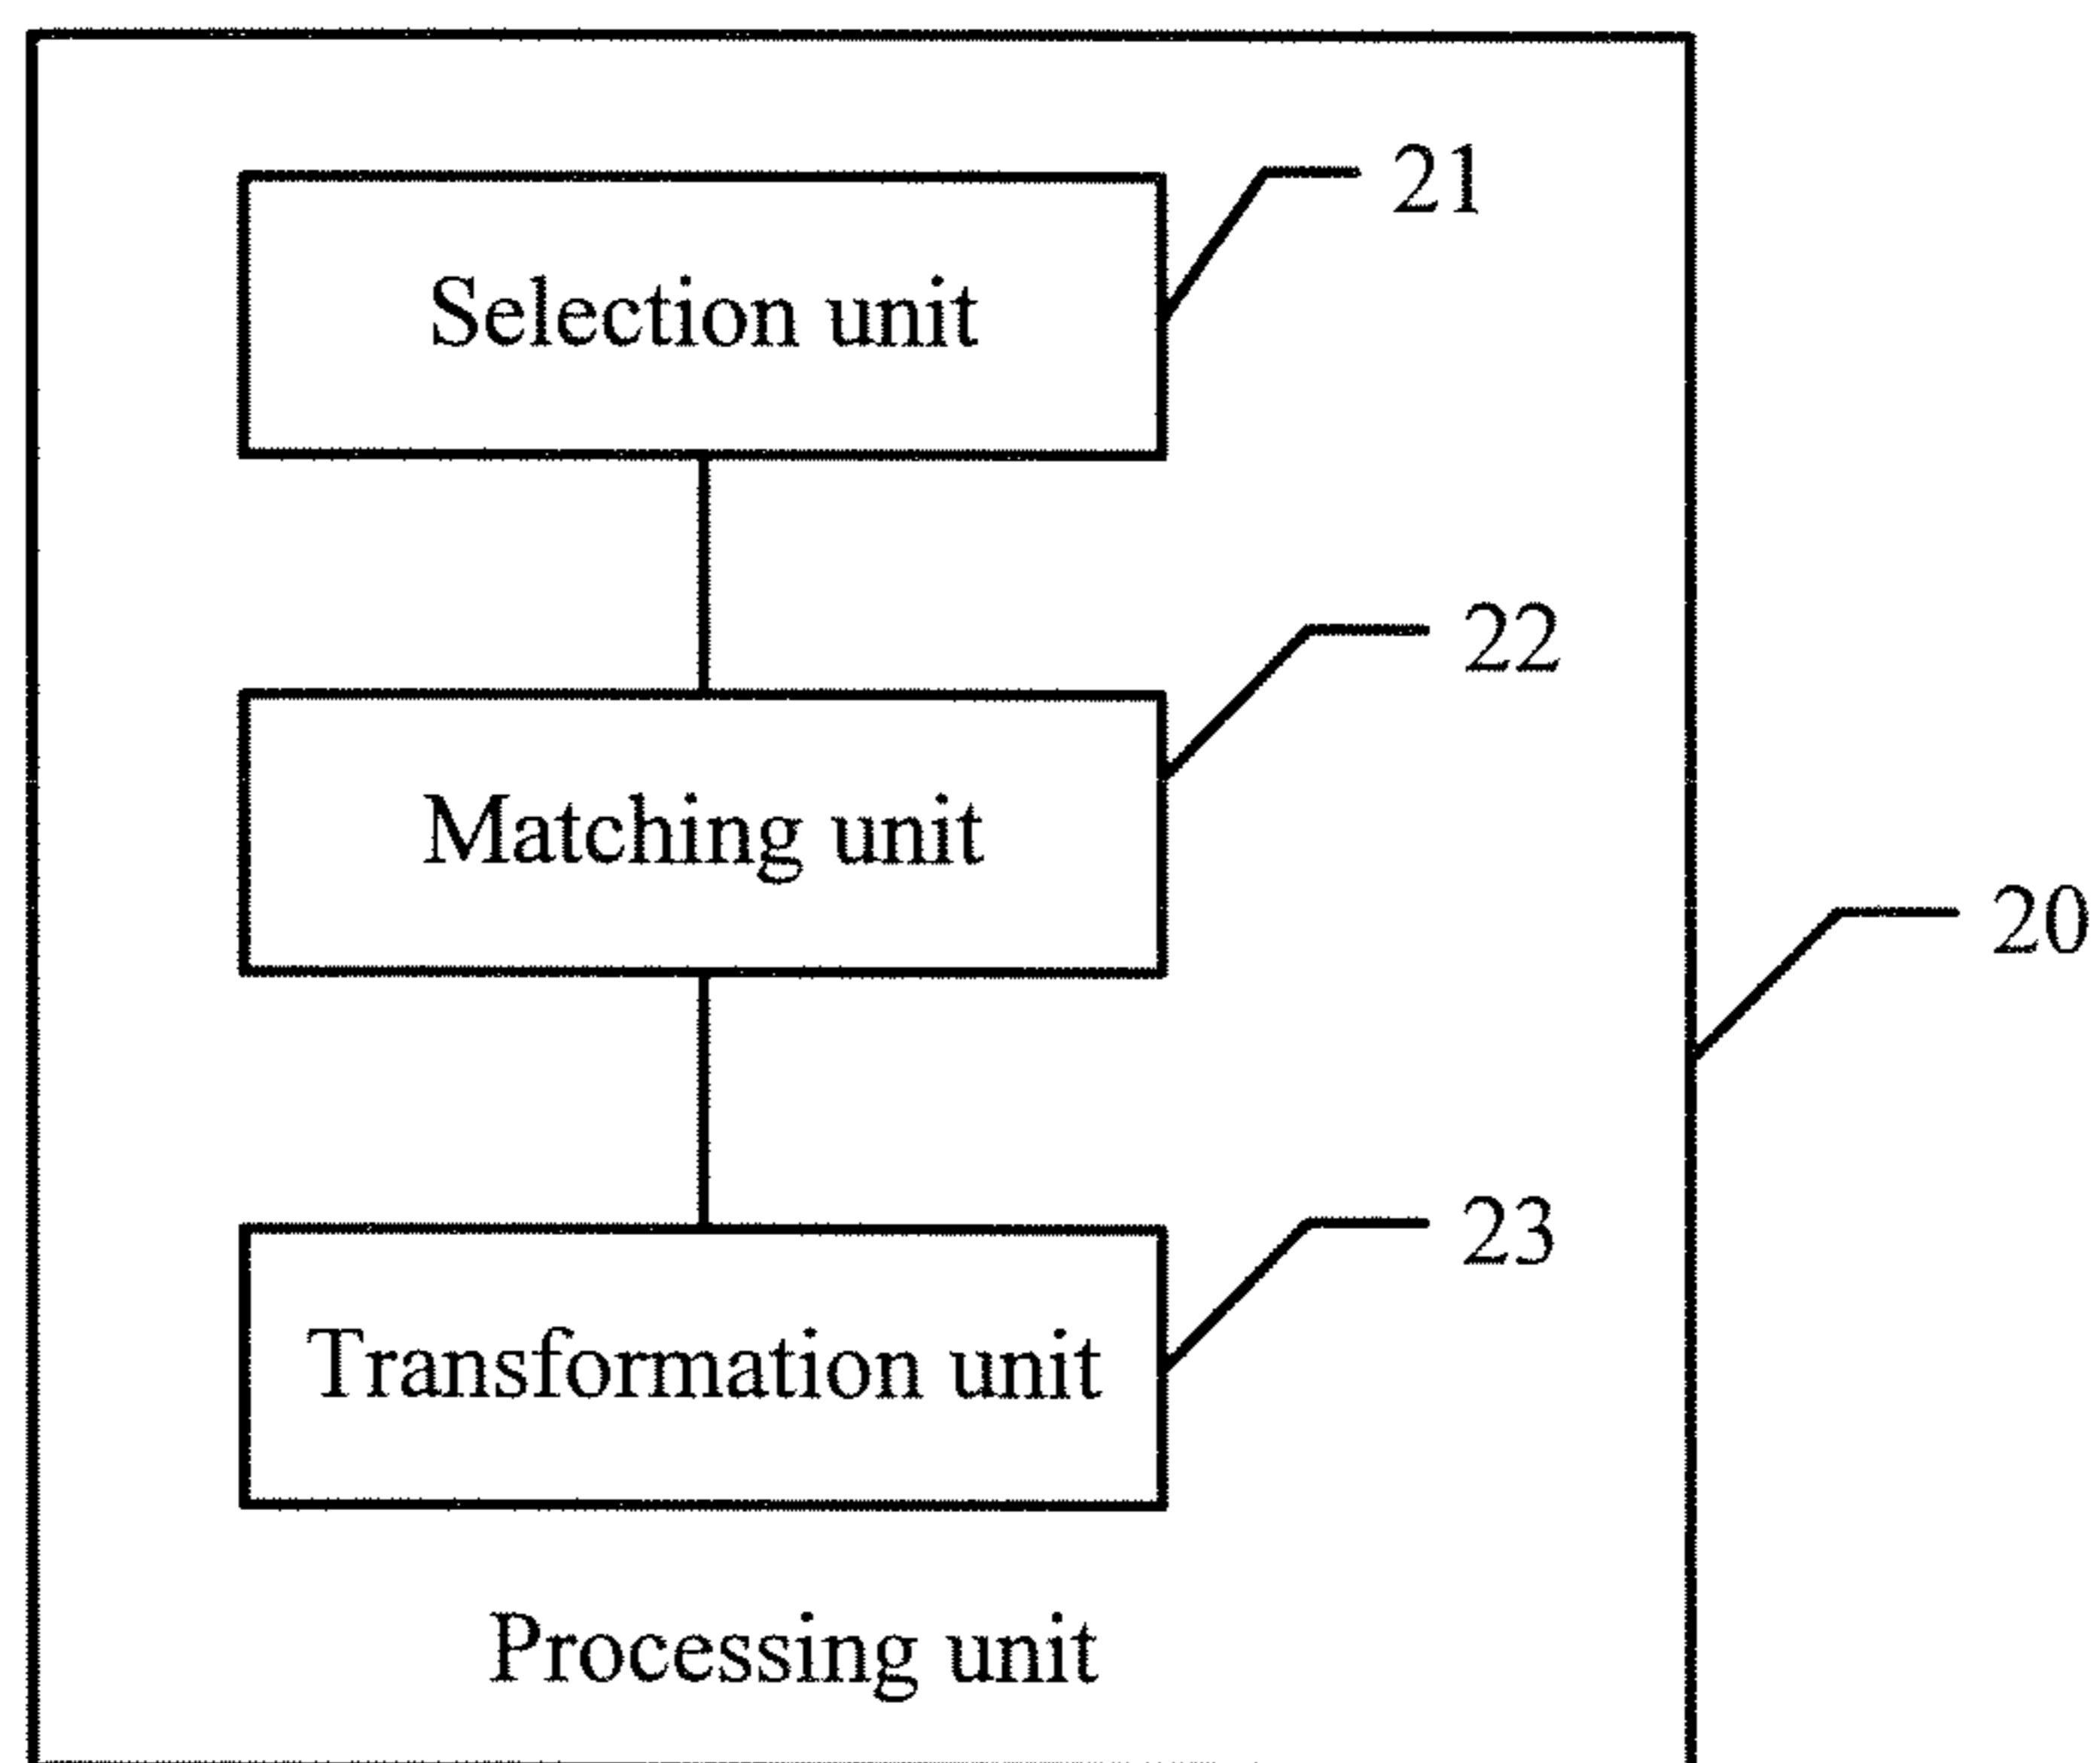 21
Selection unit
22
Matching unit
20
23
Transformation unit
Processing unit